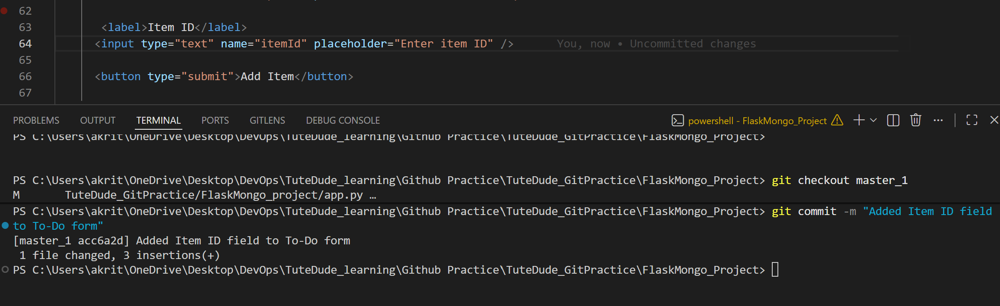 62
63 <label>Item ID</label>
64 <input type="text" name="itemId" placeholder="Enter item ID" /> You, now • Uncommitted changes
65
66 <button type="submit">Add Item</button>
67
PROBLEMS OUTPUT TERMINAL PORTS GITLENS DEBUG CONSOLE powershell - FlaskMongo_Project
PS C:\Users\akrit\OneDrive\Desktop\DevOps\TuteDude_learning\Github Practice\TuteDude_GitPractice\FlaskMongo_Project>
PS C:\Users\akrit\OneDrive\Desktop\DevOps\TuteDude_learning\Github Practice\TuteDude_GitPractice\FlaskMongo_Project> git checkout master_1
M TuteDude_GitPractice/FlaskMongo_project/app.py …
PS C:\Users\akrit\OneDrive\Desktop\DevOps\TuteDude_learning\Github Practice\TuteDude_GitPractice\FlaskMongo_Project> git commit -m "Added Item ID field
to To-Do form"
[master_1 acc6a2d] Added Item ID field to To-Do form
1 file changed, 3 insertions(+)
PS C:\Users\akrit\OneDrive\Desktop\DevOps\TuteDude_learning\Github Practice\TuteDude_GitPractice\FlaskMongo_Project>